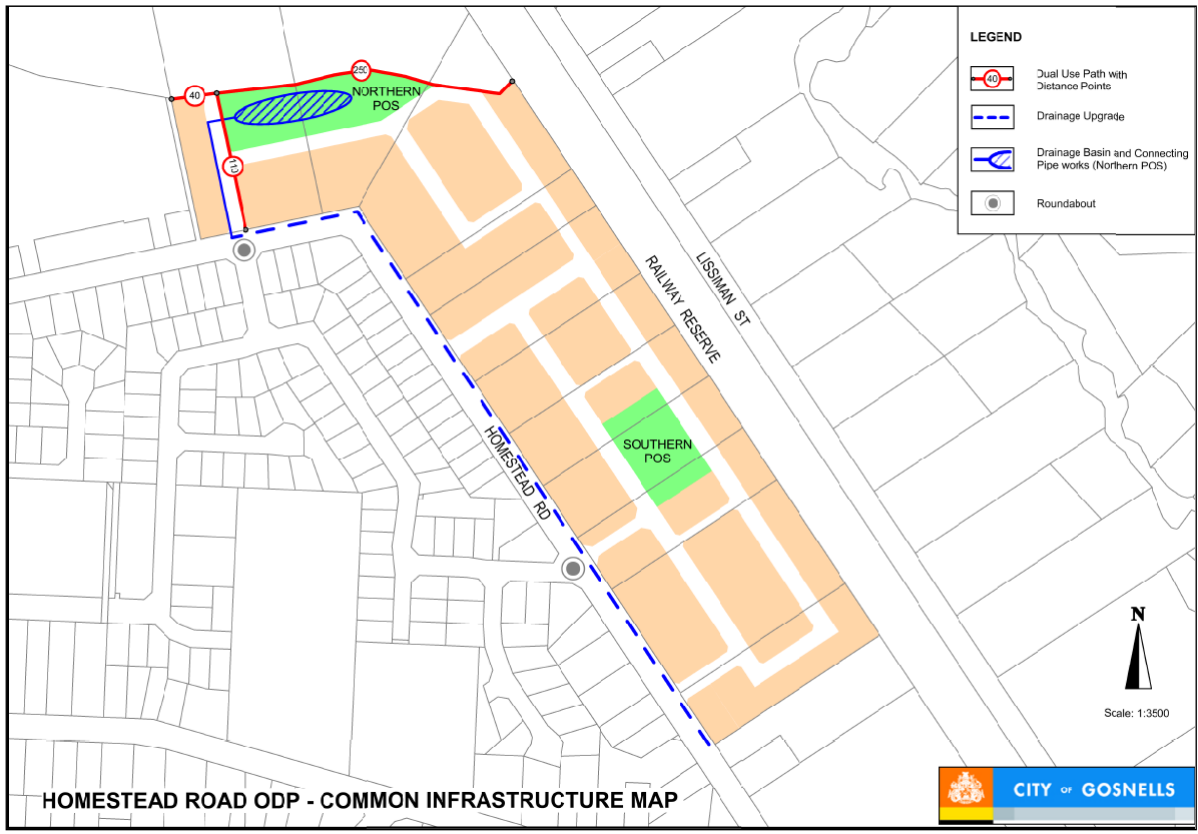 LEGEND
40
Dual Use Path with
Distance Points
Drainage Upgrade
Drainage Basin and Connecting
Pipe works (Northern POS)
Roundabout
250
40
NORTHERN
POS
110
LISSIMAN ST
RAILWAY RESERVE
SOUTHERN
POS
HOMESTEAD RD
N
Scale: 1:3500
HOMESTEAD ROAD ODP - COMMON INFRASTRUCTURE MAP
CITY OF GOSNELLS